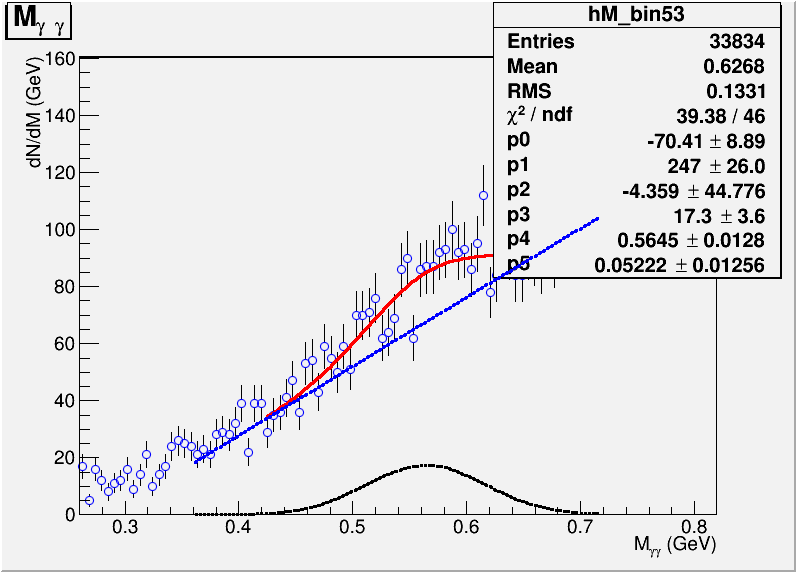 Mγ γ
hM_bin53
Entries 33834
Mean 0.6268
RMS 0.1331
χ² / ndf 39.38 / 46
p0 -70.41 ± 8.89
p1 247 ± 26.0
p2 -4.359 ± 44.776
p3 17.3 ± 3.6
p4 0.5645 ± 0.0128
p5 0.05222 ± 0.01256
dN/dM (GeV)
160
140
120
100
80
60
40
20
0
0.3 0.4 0.5 0.6 0.7 0.8
Mγγ (GeV)